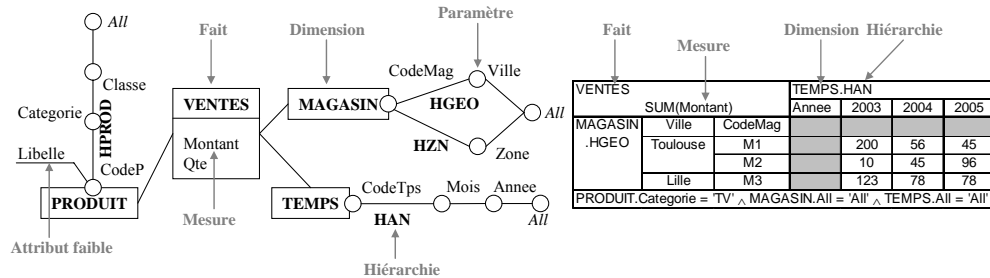 All
Classe
Categorie
HPROD
Libelle
CodeP
PRODUIT
Attribut faible
Fait
VENTES
Montant
Qte
Mesure
Dimension
MAGASIN
Paramètre
CodeMag
Ville
HGEO
All
HZN
Zone
TEMPS
CodeTps
Mois
Annee
HAN
All
Hiérarchie
Fait
Mesure
Dimension
Hiérarchie
VENTES TEMPS.HAN
SUM(Montant) Annee 2003 2004 2005
MAGASIN Ville CodeMag
.HGEO Toulouse M1 200 56 45
M2 10 45 96
Lille M3 123 78 78
PRODUIT.Categorie = 'TV' ∧ MAGASIN.All = 'All' ∧ TEMPS.All = 'All'